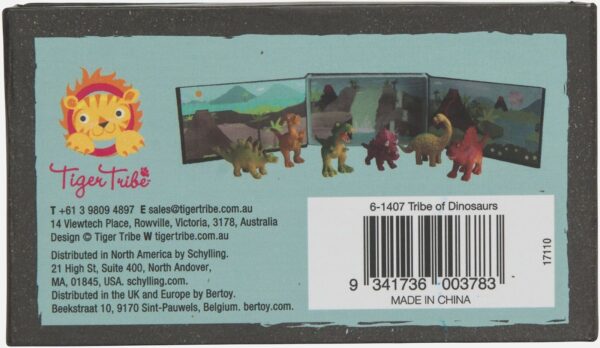 Tiger Tribe
T +61 3 9809 4897 E sales@tigertribe.com.au
14 Viewtech Place, Rowville, Victoria, 3178, Australia
Design © Tiger Tribe W tigertribe.com.au
Distributed in North America by Schylling.
21 High St, Suite 400, North Andover,
MA, 01845, USA. schylling.com.
Distributed in the UK and Europe by Bertoy.
Beekstraat 10, 9170 Sint-Pauwels, Belgium. bertoy.com.
6-1407 Tribe of Dinosaurs
9 341736 003783 >
MADE IN CHINA
17110